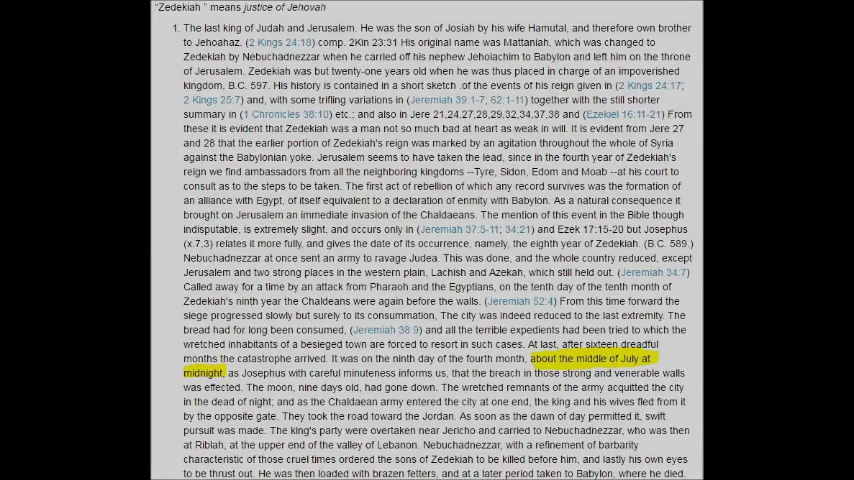 “Zedekiah ” means justice of Jehovah
1. The last king of Judah and Jerusalem. He was the son of Josiah by his wife Hamutal, and therefore own brother
to Jehoahaz. (2 Kings 24:18) comp. 2Kin 23:31 His original name was Mattaniah, which was changed to
Zedekiah by Nebuchadnezzar when he carried off his nephew Jehoiachim to Babylon and left him on the throne
of Jerusalem. Zedekiah was but twenty-one years old when he was thus placed in charge of an impoverished
kingdom, B.C. 597. His history is contained in a short sketch .of the events of his reign given in (2 Kings 24:17;
2 Kings 25:7) and, with some trifling variations in (Jeremiah 39:1-7; 62:1-11) together with the still shorter
summary in (1 Chronicles 38:10) etc.; and also in Jere 21,24,27,28,29,32,34,37,38 and (Ezekiel 16:11-21) From
these it is evident that Zedekiah was a man not so much bad at heart as weak in will. It is evident from Jere 27
and 28 that the earlier portion of Zedekiah's reign was marked by an agitation throughout the whole of Syria
against the Babylonian yoke. Jerusalem seems to have taken the lead, since in the fourth year of Zedekiah's
reign we find ambassadors from all the neighboring kingdoms --Tyre, Sidon, Edom and Moab --at his court to
consult as to the steps to be taken. The first act of rebellion of which any record survives was the formation of
an alliance with Egypt, of itself equivalent to a declaration of enmity with Babylon. As a natural consequence it
brought on Jerusalem an immediate invasion of the Chaldaeans. The mention of this event in the Bible though
indisputable, is extremely slight, and occurs only in (Jeremiah 37:5-11; 34:21) and Ezek 17:15-20 but Josephus
(x.7,3) relates it more fully, and gives the date of its occurrence, namely, the eighth year of Zedekiah. (B.C. 589.)
Nebuchadnezzar at once sent an army to ravage Judea. This was done, and the whole country reduced, except
Jerusalem and two strong places in the western plain, Lachish and Azekah, which still held out. (Jeremiah 34:7)
Called away for a time by an attack from Pharaoh and the Egyptians, on the tenth day of the tenth month of
Zedekiah's ninth year the Chaldeans were again before the walls. (Jeremiah 52:4) From this time forward the
siege progressed slowly but surely to its consummation, The city was indeed reduced to the last extremity. The
bread had for long been consumed, (Jeremiah 38:9) and all the terrible expedients had been tried to which the
wretched inhabitants of a besieged town are forced to resort in such cases. At last, after sixteen dreadful
months the catastrophe arrived. It was on the ninth day of the fourth month, about the middle of July at
midnight, as Josephus with careful minuteness informs us, that the breach in those strong and venerable walls
was effected. The moon, nine days old, had gone down. The wretched remnants of the army acquitted the city
in the dead of night; and as the Chaldaean army entered the city at one end, the king and his wives fled from it
by the opposite gate. They took the road toward the Jordan. As soon as the dawn of day permitted it, swift
pursuit was made. The king's party were overtaken near Jericho and carried to Nebuchadnezzar, who was then
at Riblah, at the upper end of the valley of Lebanon. Nebuchadnezzar, with a refinement of barbarity
characteristic of those cruel times ordered the sons of Zedekiah to be killed before him, and lastly his own eyes
to be thrust out. He was then loaded with brazen fetters, and at a later period taken to Babylon, where he died.